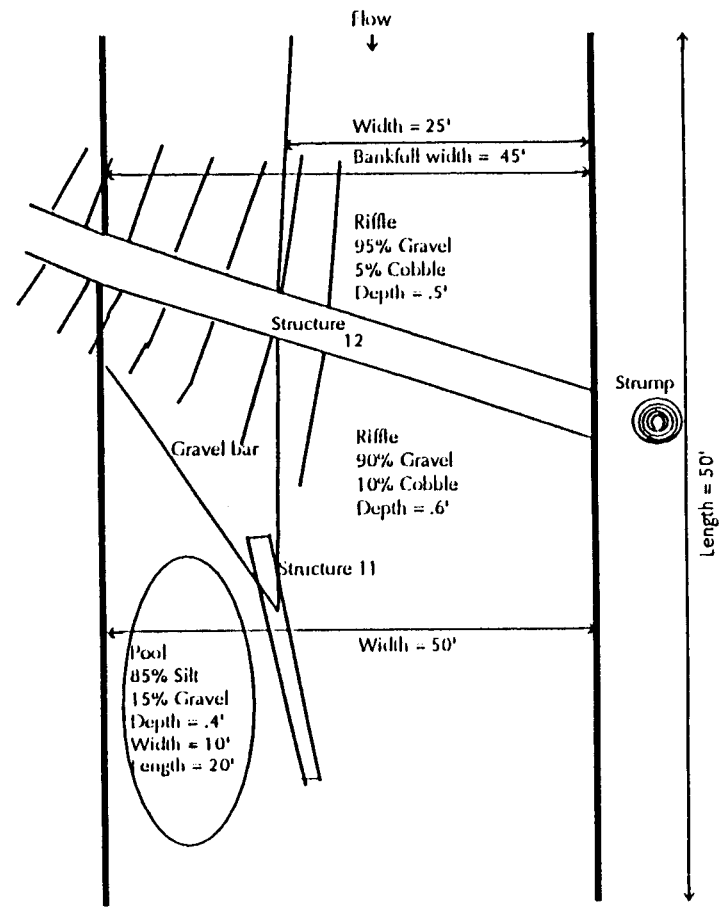 flow
Width = 25'
Bankfull width = 45'
Riffle
95% Gravel
5% Cobble
Depth = .5'
Structure
12
Strump
Gravel bar
Riffle
90% Gravel
10% Cobble
Depth = .6'
Length = 50'
Structure 11
Width = 50'
Pool
85% Silt
15% Gravel
Depth = .4'
Width = 10'
Length = 20'